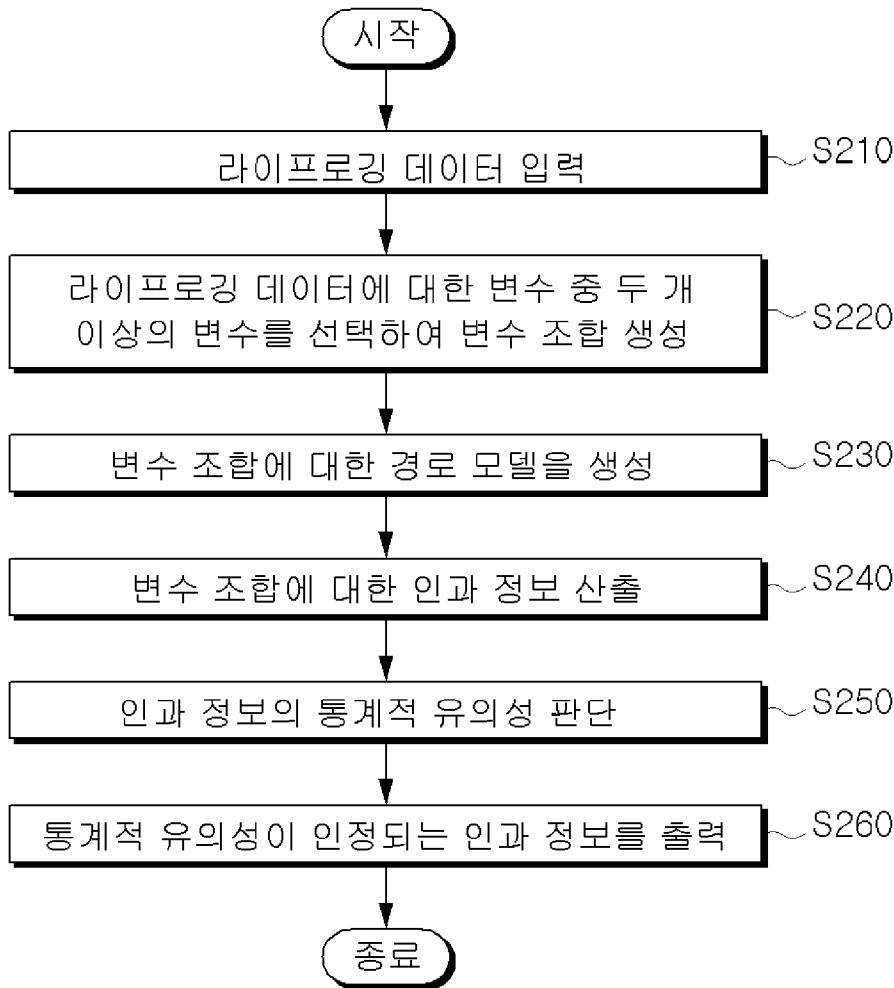 시작
라이프로깅 데이터 입력
S210
라이프로깅 데이터에 대한 변수 중 두 개
이상의 변수를 선택하여 변수 조합 생성
S220
변수 조합에 대한 경로 모델을 생성
S230
변수 조합에 대한 인과 정보 산출
S240
인과 정보의 통계적 유의성 판단
S250
통계적 유의성이 인정되는 인과 정보를 출력
S260
종료